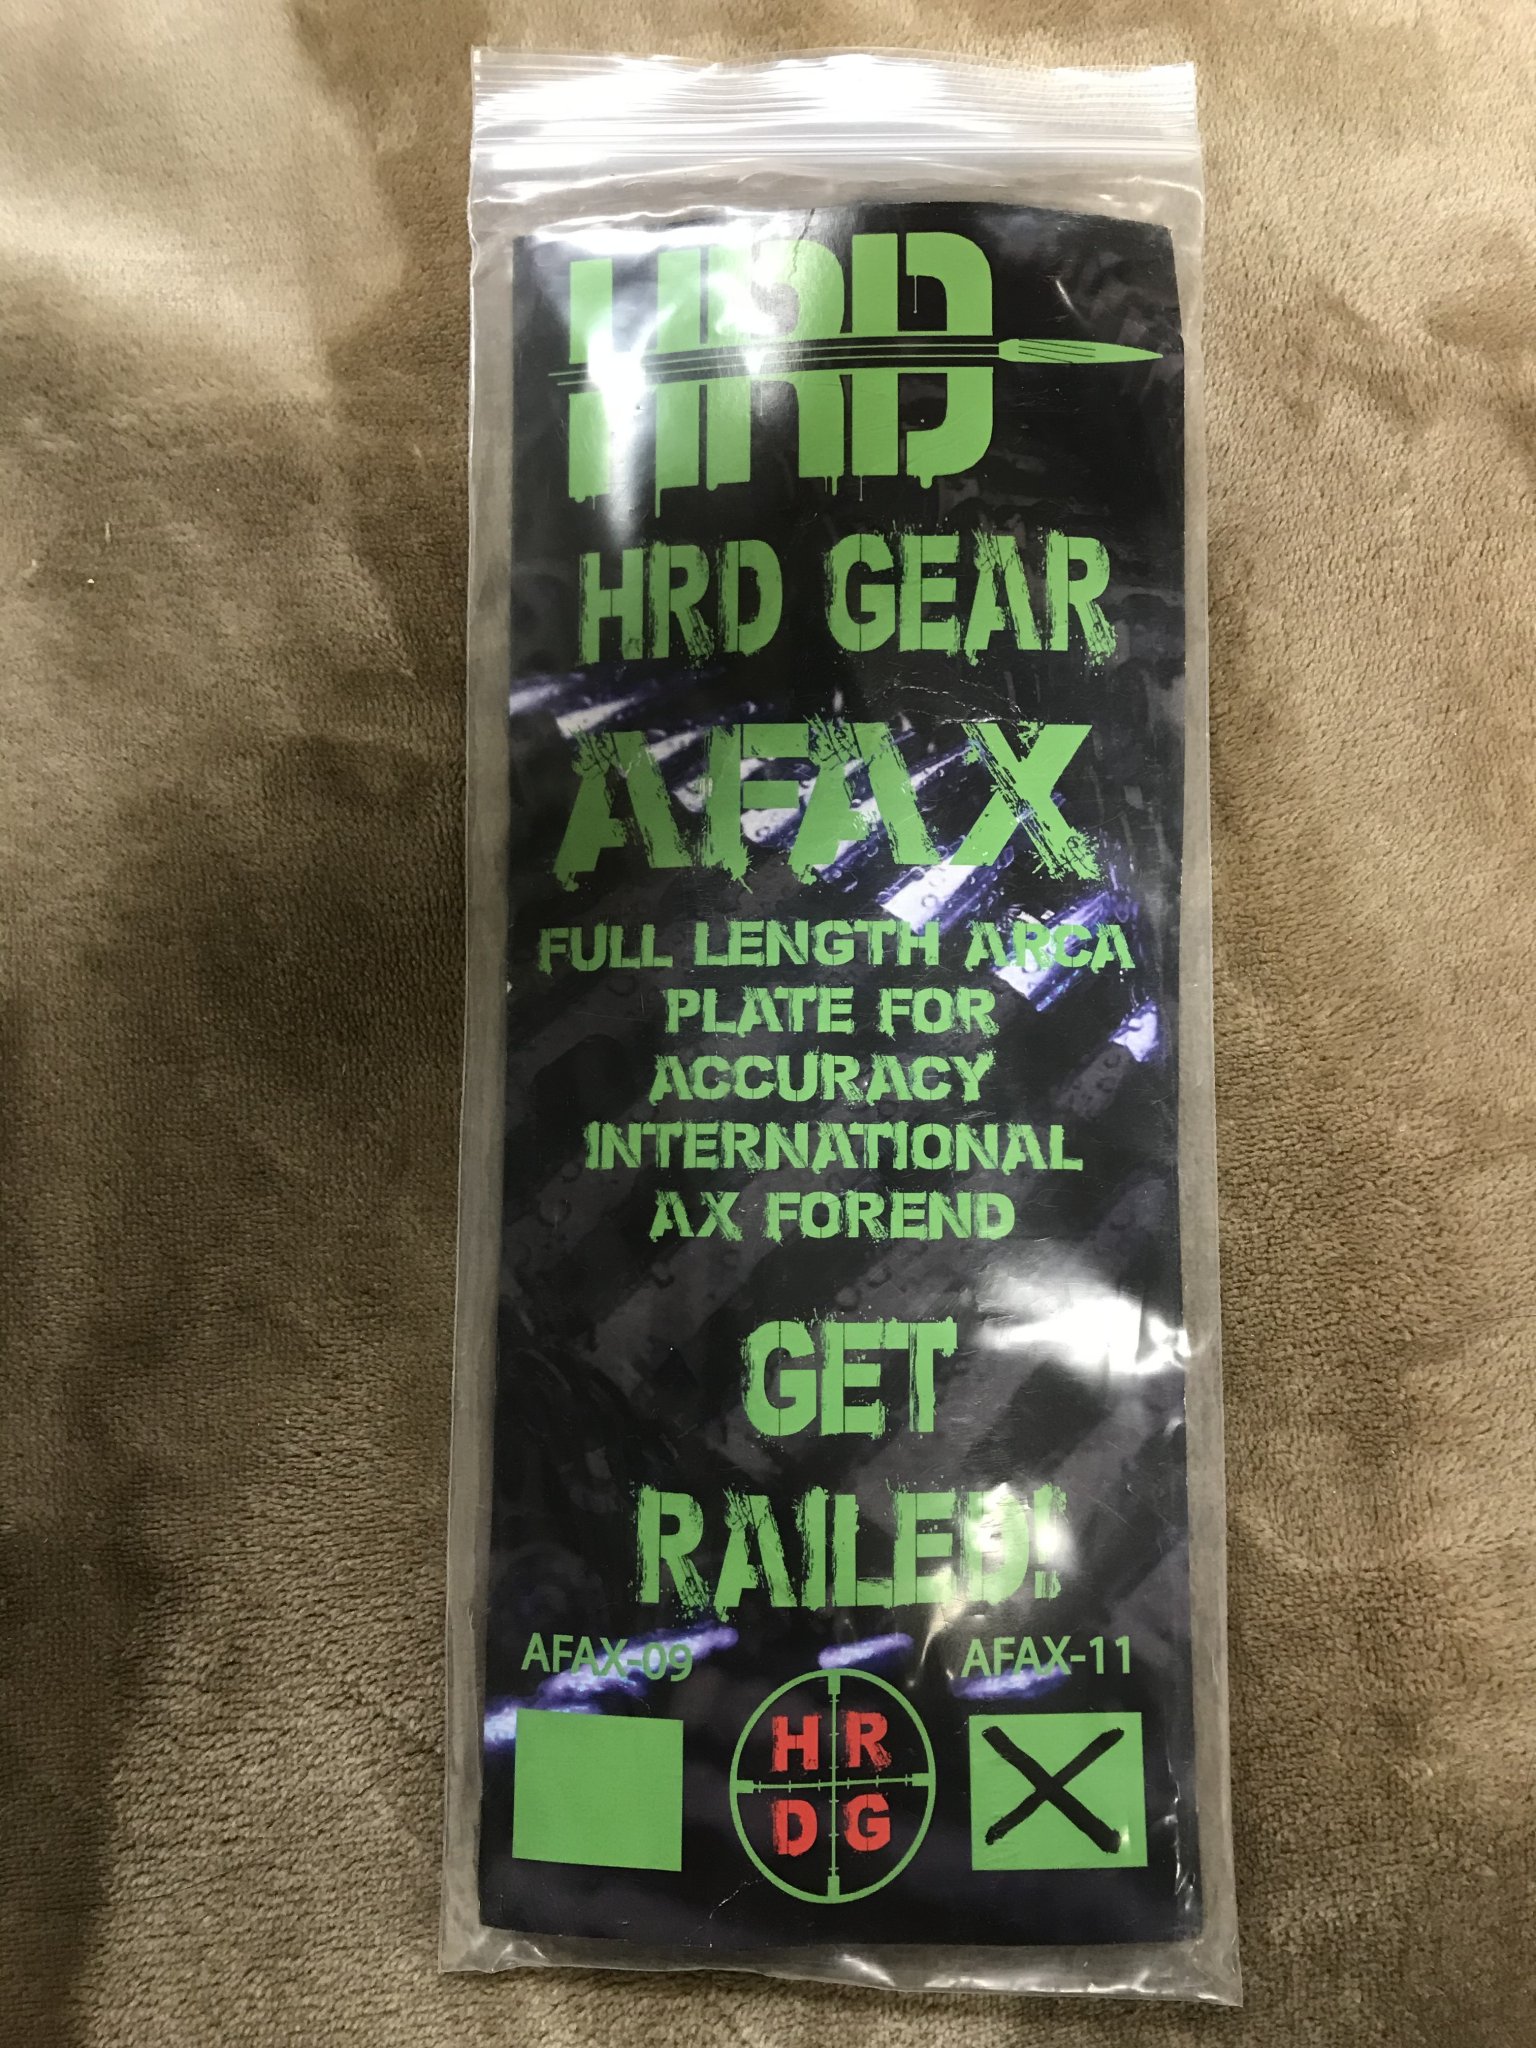 HRD
HRD GEAR
AFAX
FULL LENGTH ARCA
PLATE FOR
ACCURACY
INTERNATIONAL
AX FOREND
GET
RAILED!
AFAX-09
AFAX-11
H R
D G
X